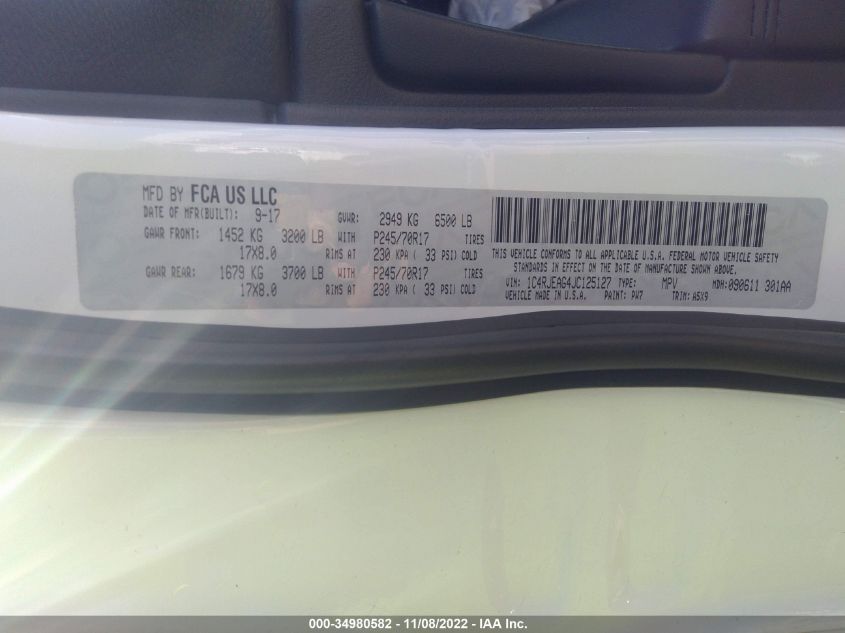 MFD BY FCA US LLC
DATE OF MFR(BUILT): 9-17 GVWR: 2949 KG 6500 LB
GAWR FRONT: 1452 KG 3200 LB WITH P245/70R17 TIRES
17X8.0 RIMS AT 230 KPA ( 33 PSI) COLD
GAWR REAR: 1679 KG 3700 LB WITH P245/70R17 TIRES
17X8.0 RIMS AT 230 KPA ( 33 PSI) COLD
THIS VEHICLE CONFORMS TO ALL APPLICABLE U.S.A. FEDERAL MOTOR VEHICLE SAFETY
STANDARDS IN EFFECT ON THE DATE OF MANUFACTURE SHOWN ABOVE.
VIN: 1C4RJEAG4JC125127 TYPE: MPV MDH: 090611 301AA
VEHICLE MADE IN U.S.A. PAINT: PW7 TRIM: A5X9
000-34980582 - 11/08/2022 - IAA Inc.